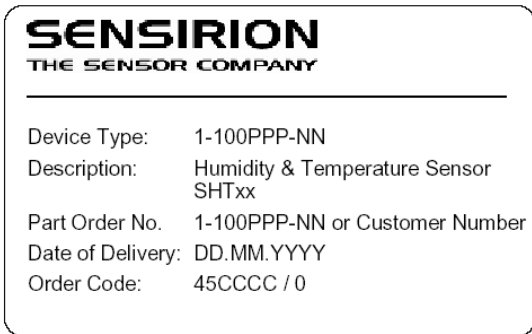 SENSIRION
THE SENSOR COMPANY
Device Type: 1-100PPP-NN
Description: Humidity & Temperature Sensor
SHTxx
Part Order No. 1-100PPP-NN or Customer Number
Date of Delivery: DD.MM.YYYY
Order Code: 45CCCC / 0